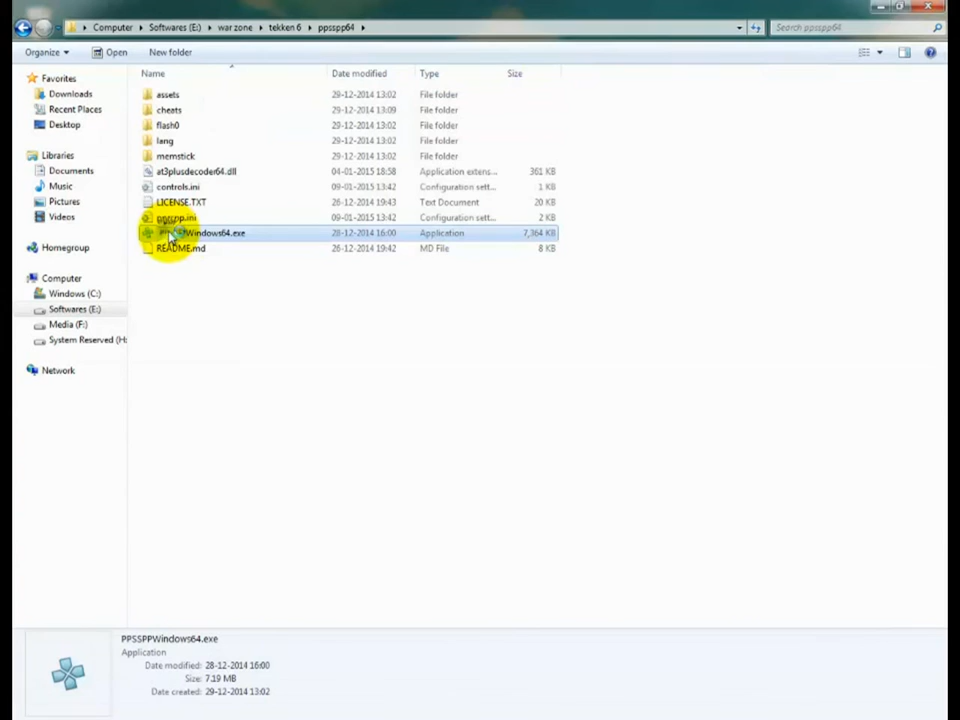 Computer ▸ Softwares (E:) ▸ war zone ▸ tekken 6 ▸ ppsspp64 ▸
Search ppsspp64
Organize ▾ Open New folder
Name Date modified Type Size
Favorites
Downloads
Recent Places
Desktop
Libraries
Documents
Music
Pictures
Videos
Homegroup
Computer
Windows (C:)
Softwares (E:)
Media (F:)
System Reserved (H:
Network
assets 29-12-2014 13:02 File folder
cheats 29-12-2014 13:09 File folder
flash0 29-12-2014 13:02 File folder
lang 29-12-2014 13:02 File folder
memstick 29-12-2014 13:02 File folder
at3plusdecoder64.dll 04-01-2015 18:58 Application extens... 361 KB
controls.ini 09-01-2015 13:42 Configuration sett... 1 KB
LICENSE.TXT 26-12-2014 19:43 Text Document 20 KB
ppsspp.ini 09-01-2015 13:42 Configuration sett... 2 KB
Windows64.exe 28-12-2014 16:00 Application 7,364 KB
README.md 26-12-2014 19:42 MD File 8 KB
PPSSPPWindows64.exe
Application
Date modified: 28-12-2014 16:00
Size: 7.19 MB
Date created: 29-12-2014 13:02